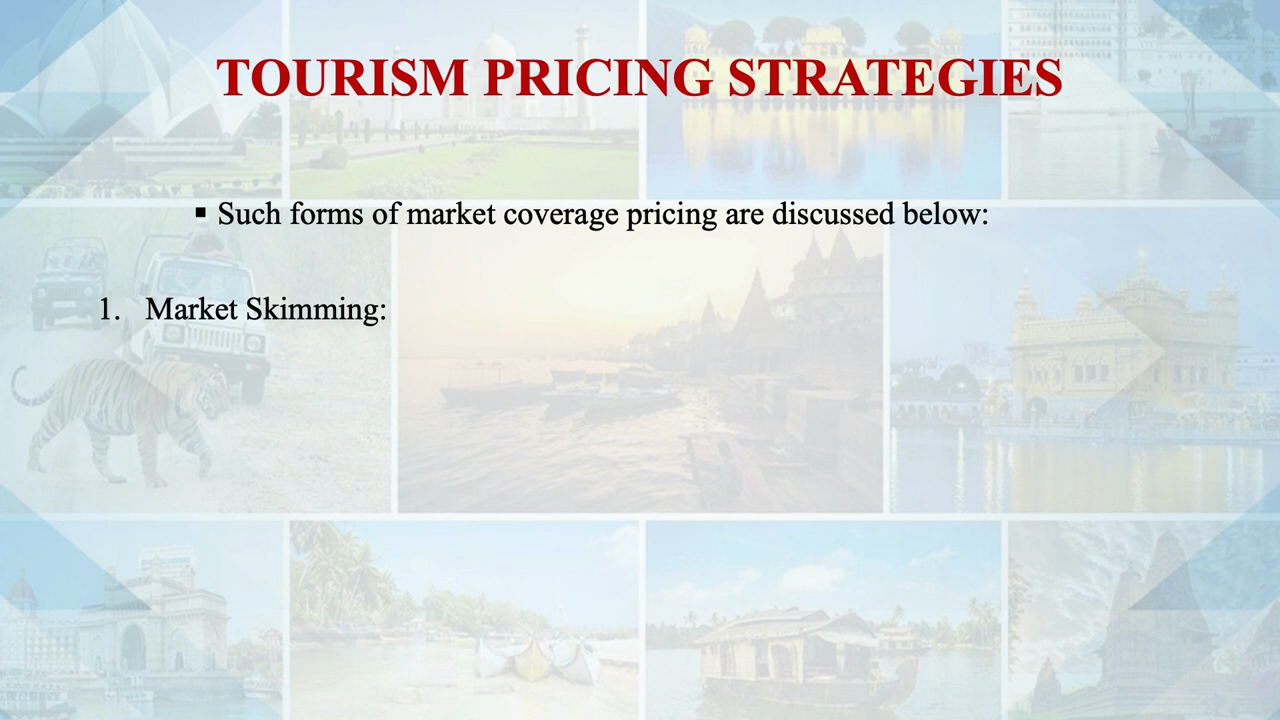 TOURISM PRICING STRATEGIES
▪ Such forms of market coverage pricing are discussed below:
1. Market Skimming: